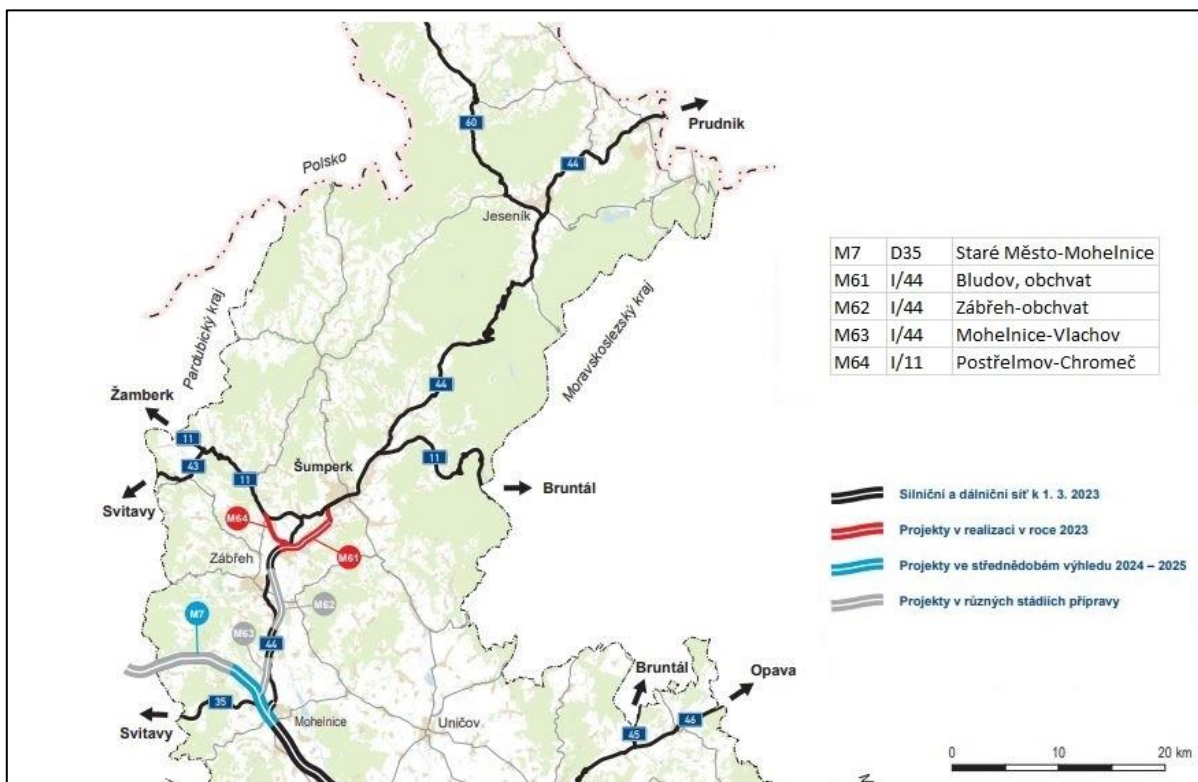 60
Prudnik
44
Polsko
Jeseník
Pardubický kraj
Moravskoslezský kraj
M7 D35 Staré Město-Mohelnice
M61 I/44 Bludov, obchvat
M62 I/44 Zábřeh-obchvat
M63 I/44 Mohelnice-Vlachov
M64 I/11 Postřelmov-Chromeč
44
Žamberk
11
43
11
Šumperk
11
Bruntál
Svitavy
M64
M61
Zábřeh
M62
M7
M63
44
Silniční a dálniční síť k 1. 3. 2023
Projekty v realizaci v roce 2023
Projekty ve střednědobém výhledu 2024 – 2025
Projekty v různých stádiích přípravy
Bruntál
Opava
35
Svitavy
Mohelnice
Uničov
45
46
0 10 20 km